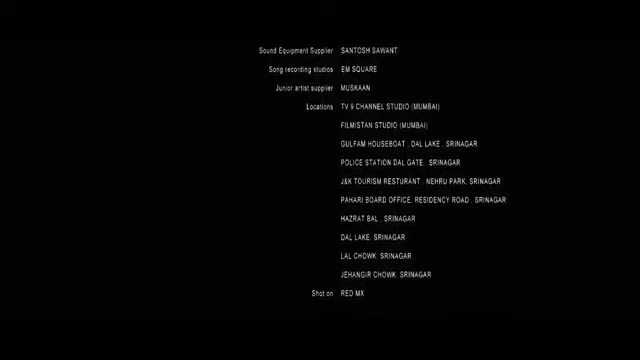 Sound Equipment Supplier SANTOSH SAWANT
Song recording studios EM SQUARE
Junior artist supplier MUSKAAN
Locations TV 9 CHANNEL STUDIO (MUMBAI)
FILMISTAN STUDIO (MUMBAI)
GULFAM HOUSEBOAT . DAL LAKE . SRINAGAR
POLICE STATION DAL GATE. SRINAGAR
J&K TOURISM RESTURANT . NEHRU PARK, SRINAGAR
PAHARI BOARD OFFICE, RESIDENCY ROAD . SRINAGAR
HAZRAT BAL . SRINAGAR
DAL LAKE. SRINAGAR
LAL CHOWK. SRINAGAR
JEHANGIR CHOWK. SRINAGAR
Shot on RED MX